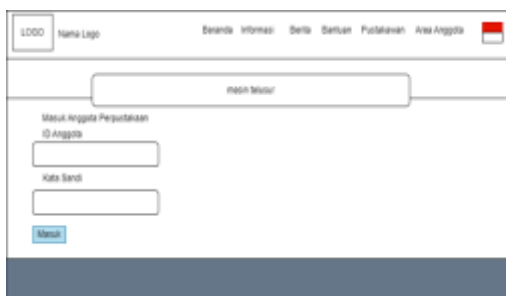 LOGO
Nama Logo
Beranda Informasi Berita Bantuan Pustakawan Area Anggota
mesin telusur
Masuk Anggota Perpustakaan
ID Anggota
Kata Sandi
Masuk